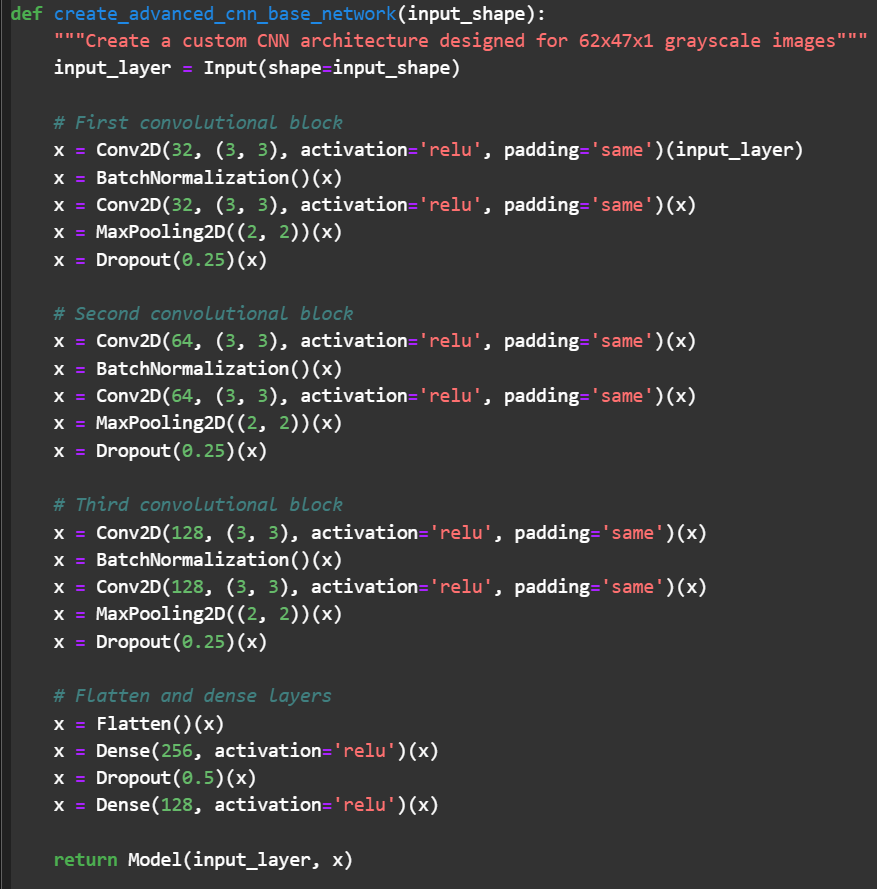 def create_advanced_cnn_base_network(input_shape):
    """Create a custom CNN architecture designed for 62x47x1 grayscale images"""
    input_layer = Input(shape=input_shape)

    # First convolutional block
    x = Conv2D(32, (3, 3), activation='relu', padding='same')(input_layer)
    x = BatchNormalization()(x)
    x = Conv2D(32, (3, 3), activation='relu', padding='same')(x)
    x = MaxPooling2D((2, 2))(x)
    x = Dropout(0.25)(x)

    # Second convolutional block
    x = Conv2D(64, (3, 3), activation='relu', padding='same')(x)
    x = BatchNormalization()(x)
    x = Conv2D(64, (3, 3), activation='relu', padding='same')(x)
    x = MaxPooling2D((2, 2))(x)
    x = Dropout(0.25)(x)

    # Third convolutional block
    x = Conv2D(128, (3, 3), activation='relu', padding='same')(x)
    x = BatchNormalization()(x)
    x = Conv2D(128, (3, 3), activation='relu', padding='same')(x)
    x = MaxPooling2D((2, 2))(x)
    x = Dropout(0.25)(x)

    # Flatten and dense layers
    x = Flatten()(x)
    x = Dense(256, activation='relu')(x)
    x = Dropout(0.5)(x)
    x = Dense(128, activation='relu')(x)

    return Model(input_layer, x)